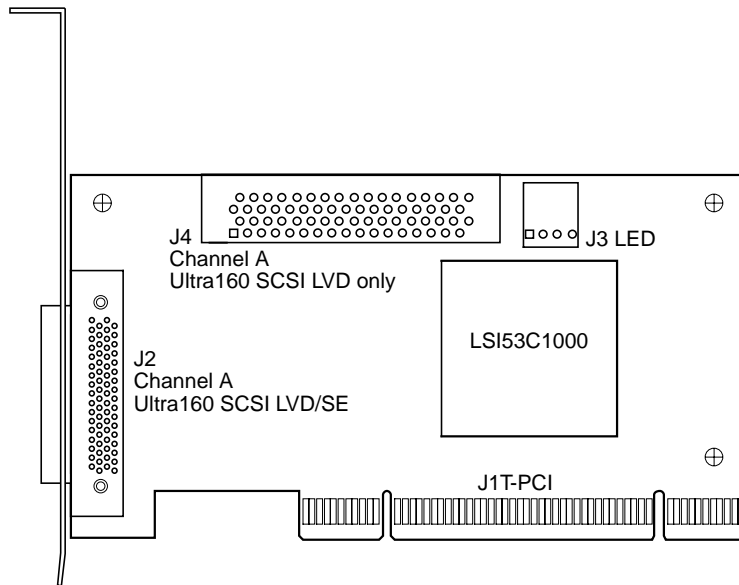 J4
Channel A
Ultra160 SCSI LVD only
J3 LED
LSI53C1000
J2
Channel A
Ultra160 SCSI LVD/SE
J1T-PCI